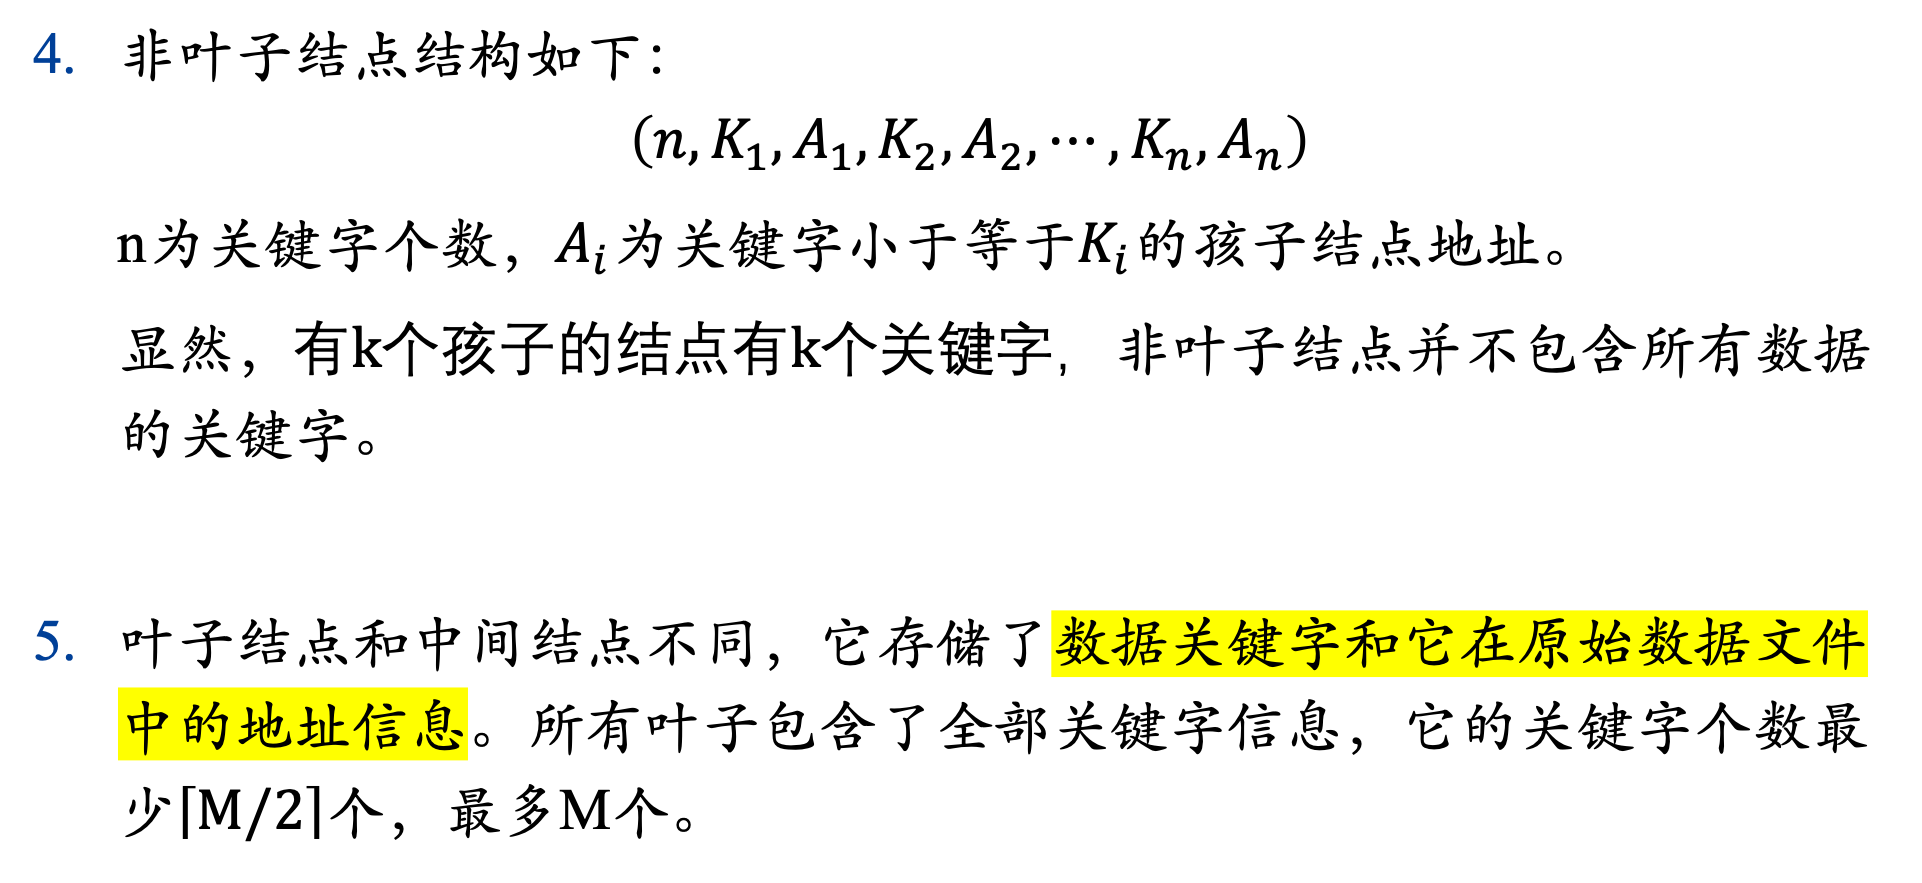 4. 非叶子结点结构如下：
(n, K₁, A₁, K₂, A₂, ⋯, Kₙ, Aₙ)
n为关键字个数，Aᵢ为关键字小于等于Kᵢ的孩子结点地址。
显然，有k个孩子的结点有k个关键字，非叶子结点并不包含所有数据
的关键字。
5. 叶子结点和中间结点不同，它存储了数据关键字和它在原始数据文件
中的地址信息。所有叶子包含了全部关键字信息，它的关键字个数最
少⌈M/2⌉个，最多M个。